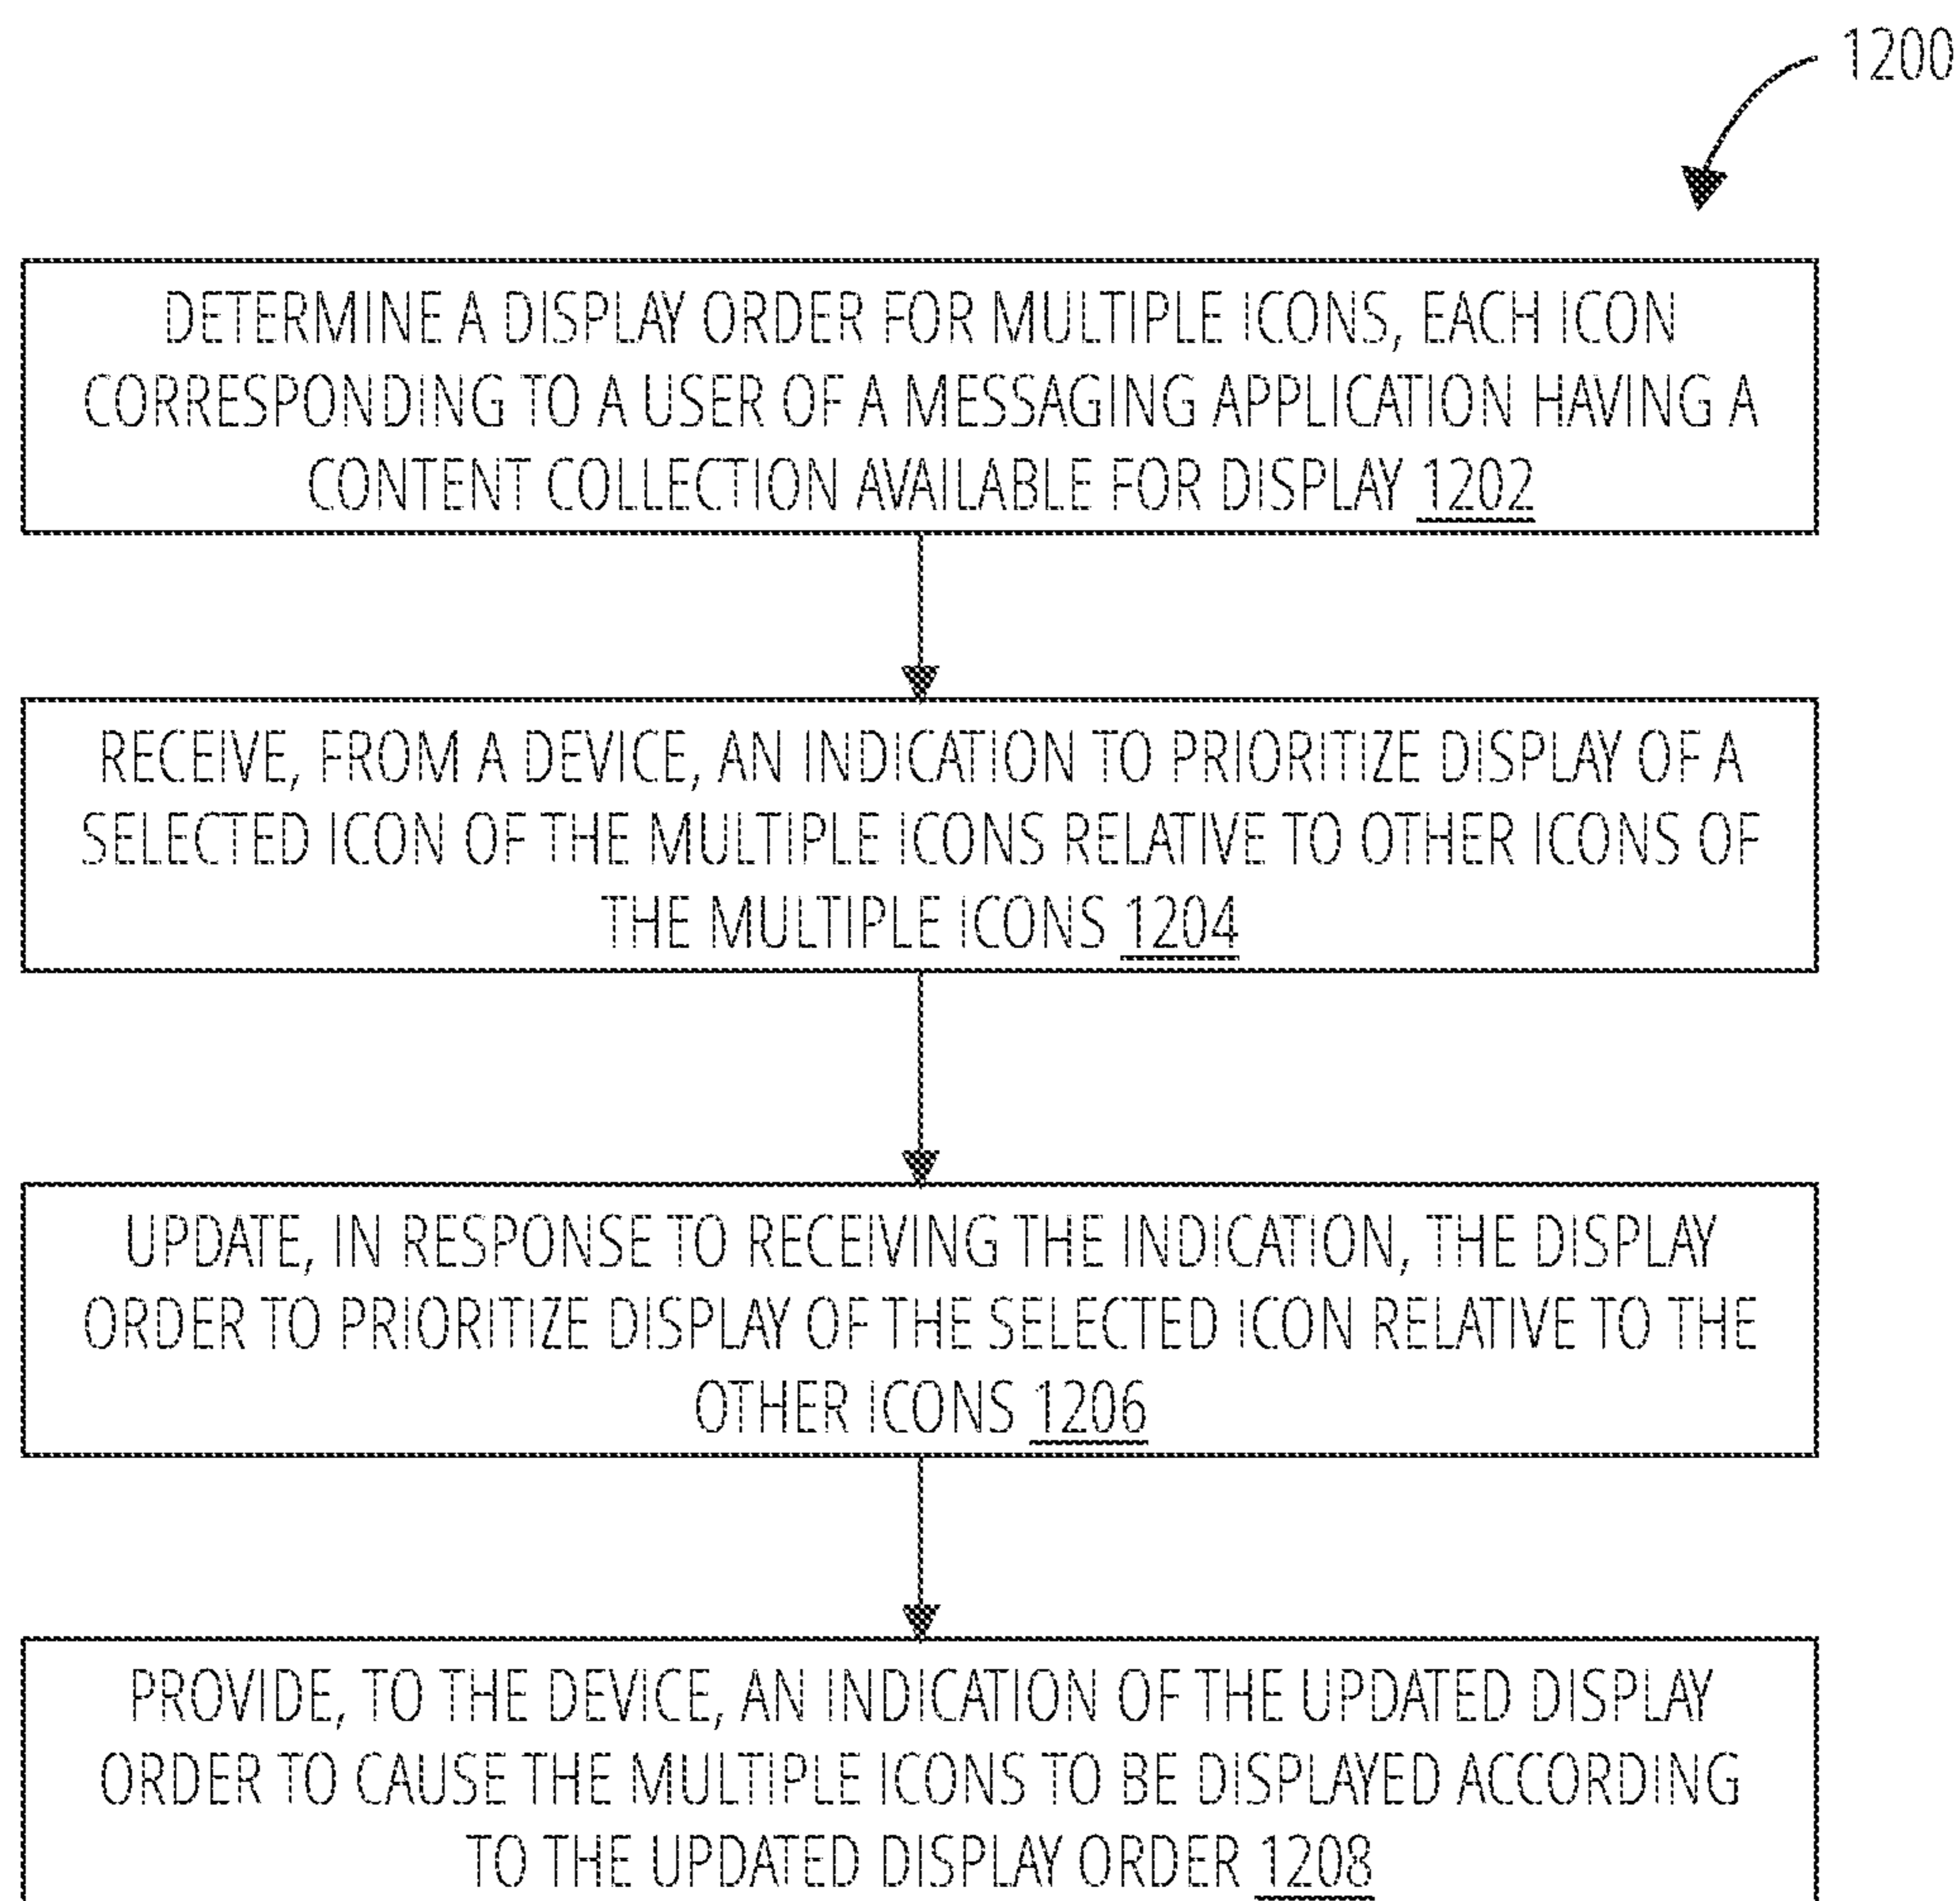 1200
DETERMINE A DISPLAY ORDER FOR MULTIPLE ICONS, EACH ICON
CORRESPONDING TO A USER OF A MESSAGING APPLICATION HAVING A
CONTENT COLLECTION AVAILABLE FOR DISPLAY 1202
RECEIVE, FROM A DEVICE, AN INDICATION TO PRIORITIZE DISPLAY OF A
SELECTED ICON OF THE MULTIPLE ICONS RELATIVE TO OTHER ICONS OF
THE MULTIPLE ICONS 1204
UPDATE, IN RESPONSE TO RECEIVING THE INDICATION, THE DISPLAY
ORDER TO PRIORITIZE DISPLAY OF THE SELECTED ICON RELATIVE TO THE
OTHER ICONS 1206
PROVIDE, TO THE DEVICE, AN INDICATION OF THE UPDATED DISPLAY
ORDER TO CAUSE THE MULTIPLE ICONS TO BE DISPLAYED ACCORDING
TO THE UPDATED DISPLAY ORDER 1208